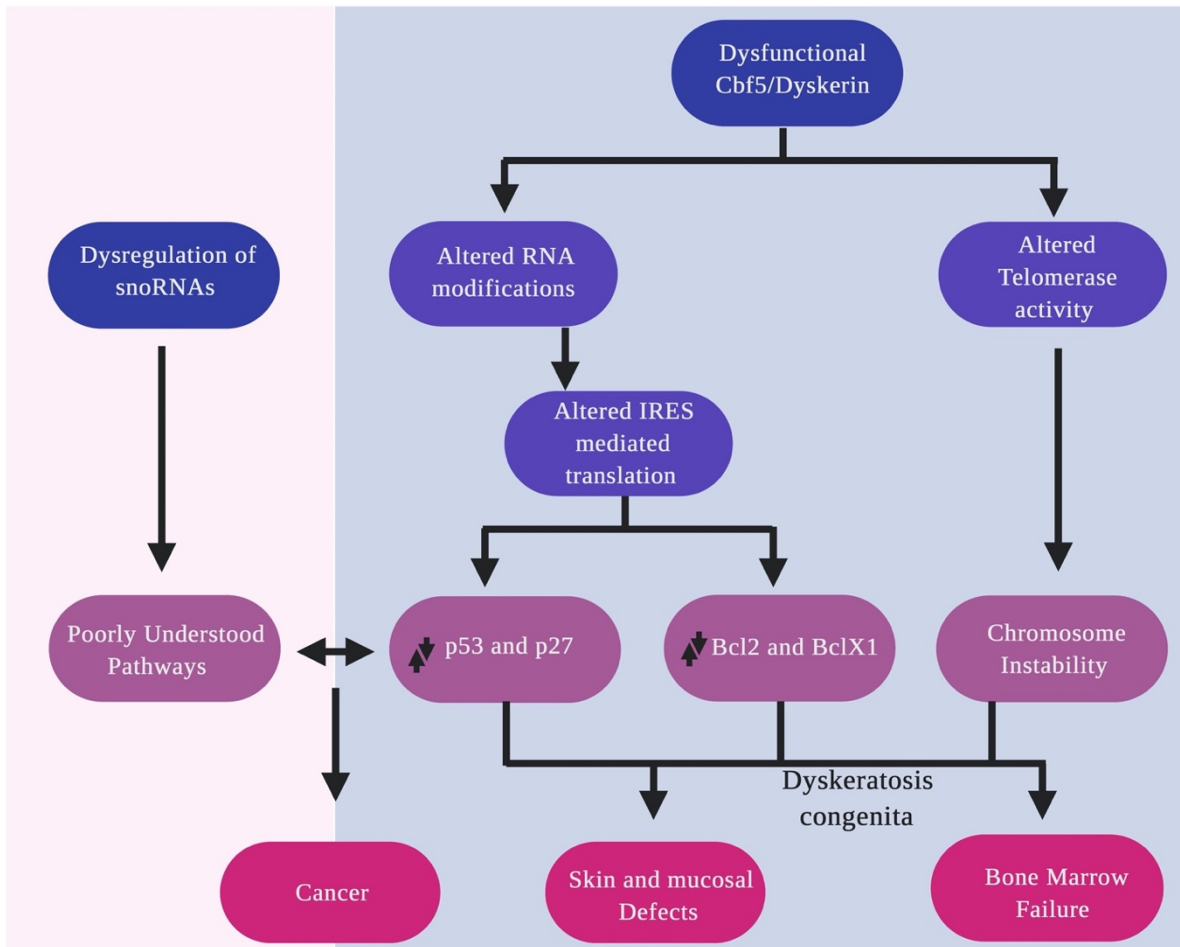 Dysfunctional
Cbf5/Dyskerin
Dysregulation of
snoRNAs
Altered RNA
modifications
Altered
Telomerase
activity
Altered IRES
mediated
translation
Poorly Understood
Pathways
p53 and p27
Bcl2 and BclX1
Chromosome
Instability
Dyskeratosis
congenita
Cancer
Skin and mucosal
Defects
Bone Marrow
Failure